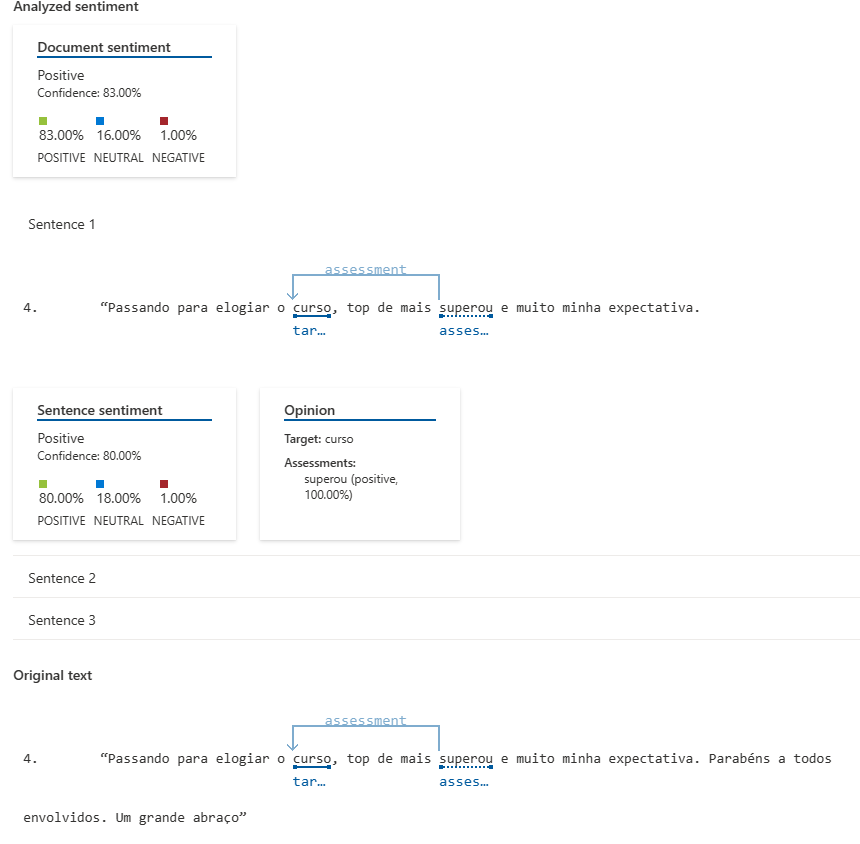 Analyzed sentiment
Document sentiment
Positive
Confidence: 83.00%
83.00% 16.00% 1.00%
POSITIVE NEUTRAL NEGATIVE
Sentence 1
assessment
4. “Passando para elogiar o curso, top de mais superou e muito minha expectativa.
tar… asses…
Sentence sentiment
Positive
Confidence: 80.00%
80.00% 18.00% 1.00%
POSITIVE NEUTRAL NEGATIVE
Opinion
Target: curso
Assessments:
superou (positive,
100.00%)
Sentence 2
Sentence 3
Original text
assessment
4. “Passando para elogiar o curso, top de mais superou e muito minha expectativa. Parabéns a todos
tar… asses…
envolvidos. Um grande abraço”